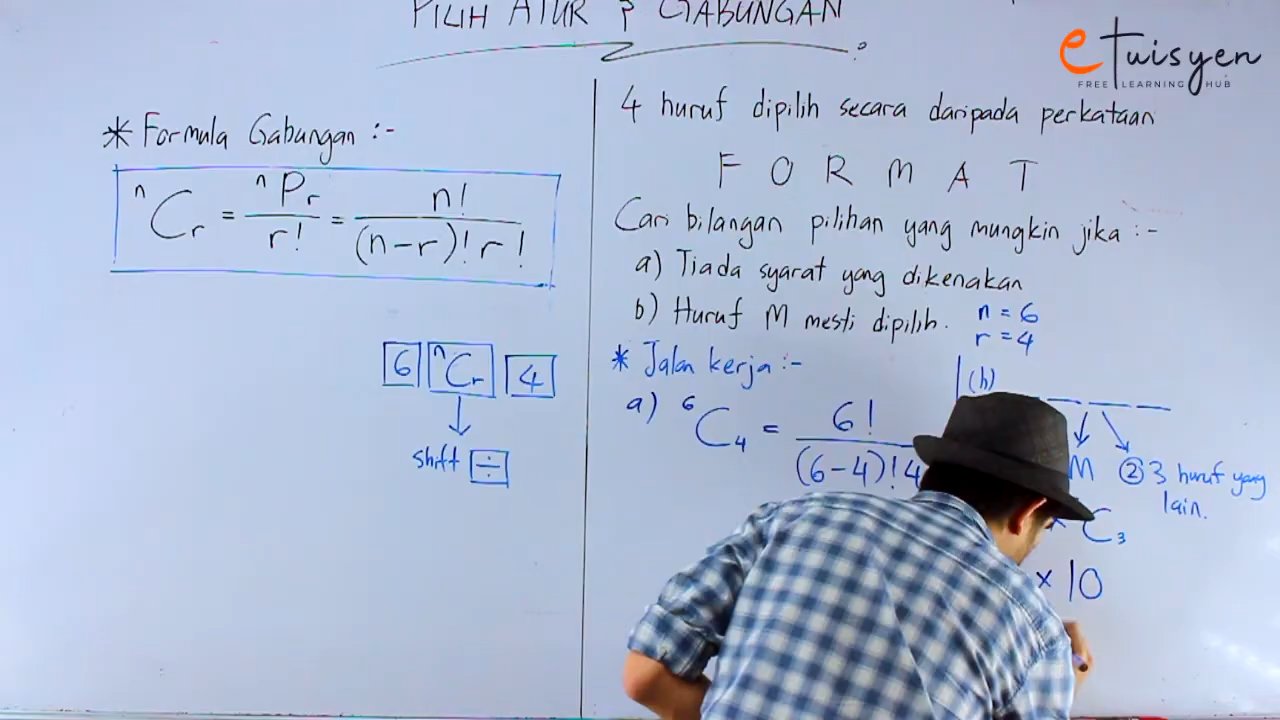 PILIH ATUR & GABUNGAN
e Tuisyen
FREE LEARNING HUB
* Formula Gabungan :-
ⁿCᵣ = ⁿPᵣ / r! = n! / (n-r)! r!
6 ⁿCᵣ 4
shift ÷
4 huruf dipilih secara daripada perkataan
F O R M A T
Cari bilangan pilihan yang mungkin jika :-
a) Tiada syarat yang dikenakan
b) Huruf M mesti dipilih.
n = 6
r = 4
* Jalan kerja :-
a) ⁶C₄ = 6! / (6-4)! 4
(b)
M ② 3 huruf yang
lain.
× C₃
× 10